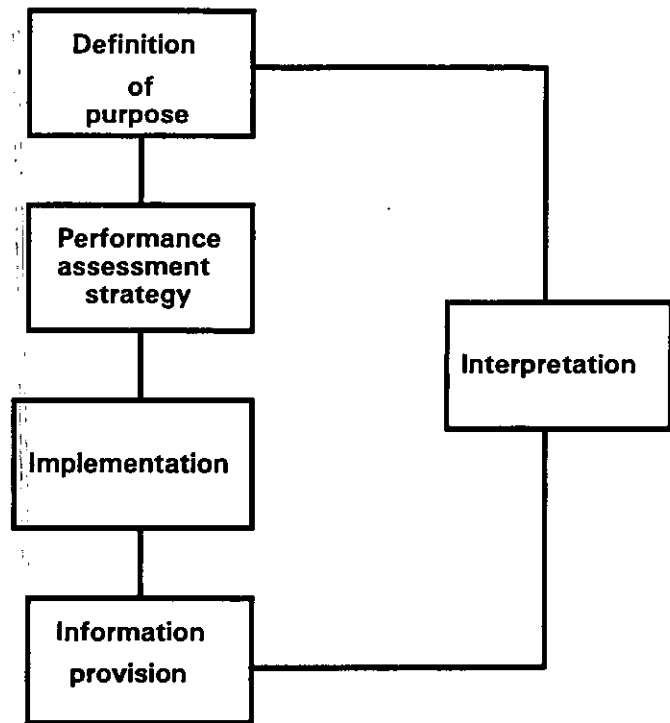 Definition
of
purpose
Performance
assessment
strategy
Interpretation
Implementation
Information
provision